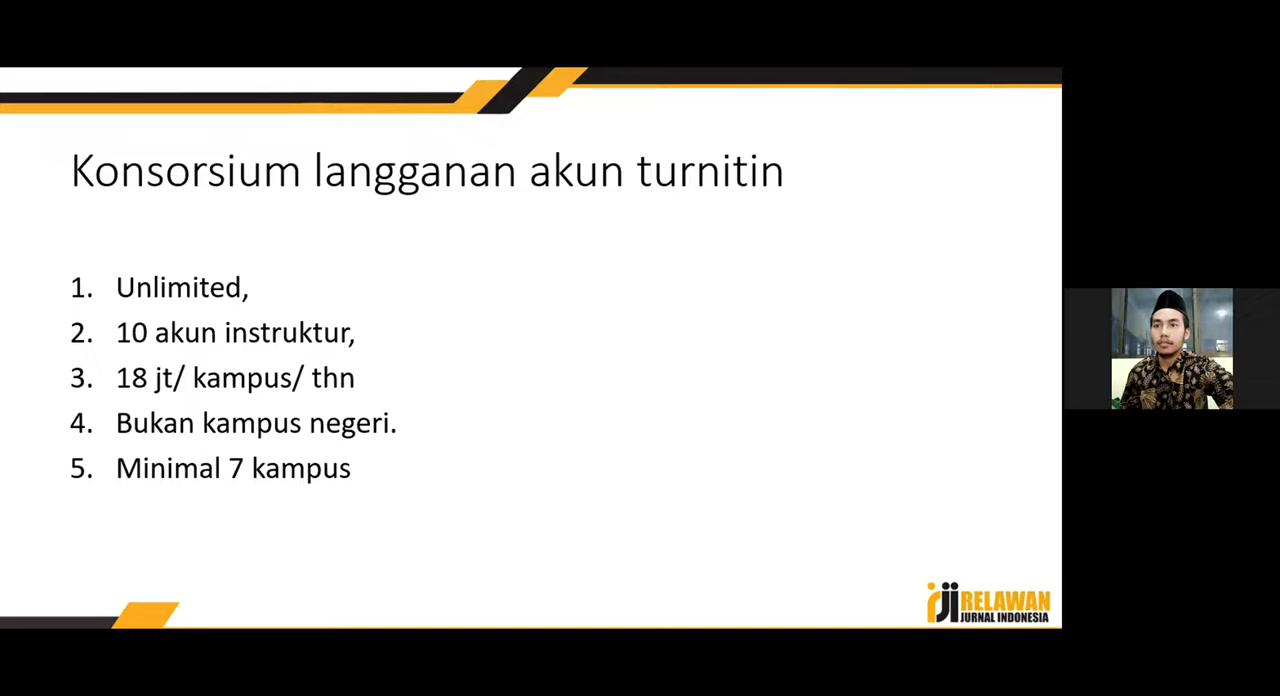 Konsorsium langganan akun turnitin
1. Unlimited,
2. 10 akun instruktur,
3. 18 jt/ kampus/ thn
4. Bukan kampus negeri.
5. Minimal 7 kampus
rji RELAWAN
JURNAL INDONESIA